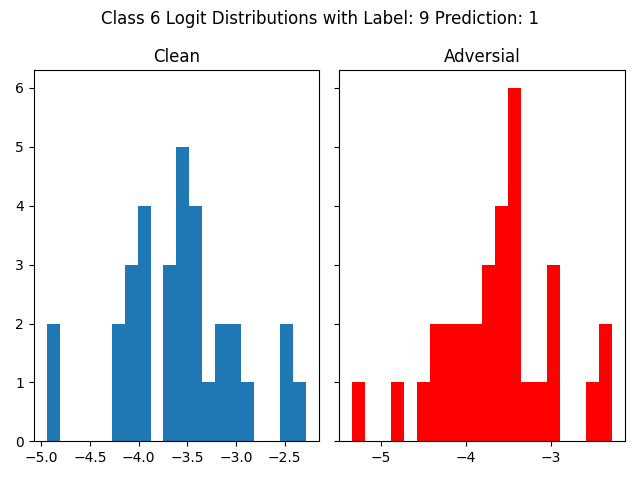 Class 6 Logit Distributions with Label: 9 Prediction: 1
Clean
Adversial
6
5
4
3
2
1
0
−5.0 −4.5 −4.0 −3.5 −3.0 −2.5
−5 −4 −3